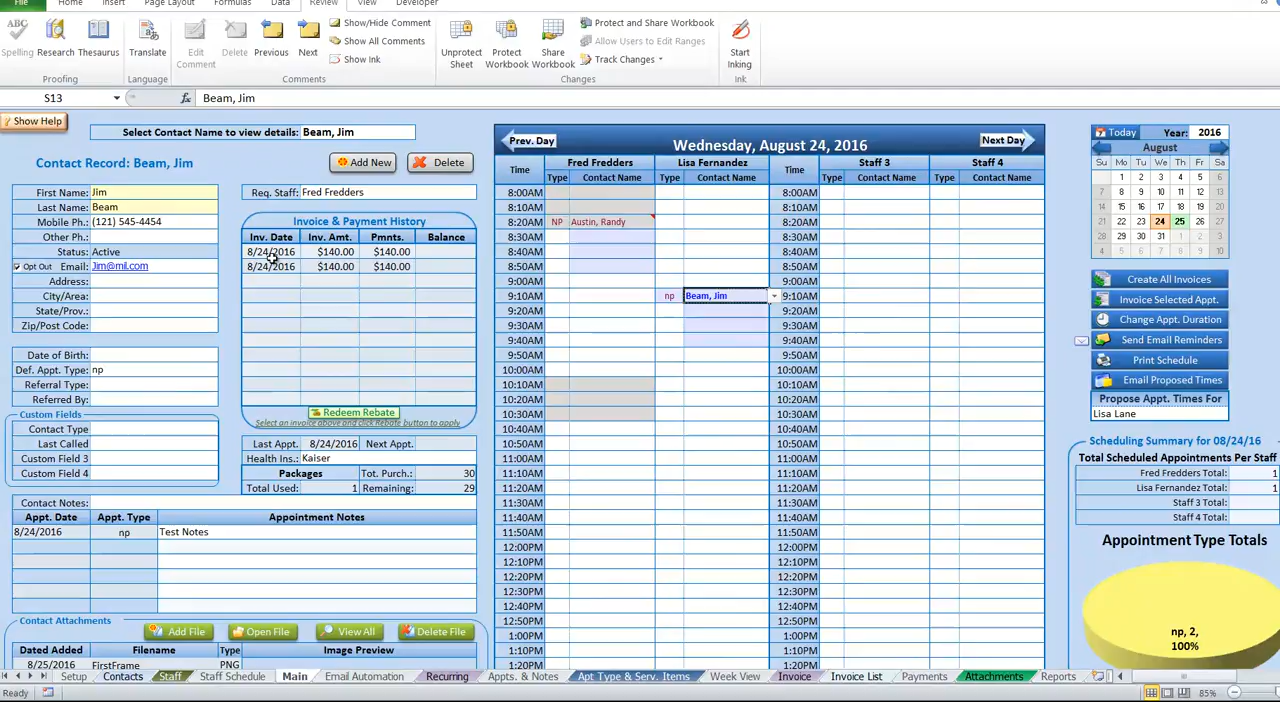 File Home Insert Page Layout Formulas Data Review View Developer
Spelling Research Thesaurus Translate Edit Comment Delete Previous Next Show/Hide Comment Show All Comments Show Ink Unprotect Sheet Protect Workbook Share Workbook Protect and Share Workbook Allow Users to Edit Ranges Track Changes Start Inking
Proofing Language Comments Changes Ink
S13 fx Beam, Jim
? Show Help
Select Contact Name to view details: Beam, Jim
Contact Record: Beam, Jim
Add New Delete
First Name: Jim
Last Name: Beam
Mobile Ph.: (121) 545-4454
Other Ph.:
Status: Active
Opt Out Email: Jim@mil.com
Address:
City/Area:
State/Prov.:
Zip/Post Code:
Date of Birth:
Def. Appt. Type: np
Referral Type:
Referred By:
Custom Fields
Contact Type
Last Called
Custom Field 3
Custom Field 4
Req. Staff: Fred Fredders
Invoice & Payment History
Inv. Date Inv. Amt. Pmnts. Balance
8/24/2016 $140.00 $140.00
8/24/2016 $140.00 $140.00
Redeem Rebate
Select an invoice above and click Rebate button to apply
Last Appt. 8/24/2016 Next Appt.
Health Ins.: Kaiser
Packages Tot. Purch.: 30
Total Used: 1 Remaining: 29
Contact Notes:
Appt. Date Appt. Type Appointment Notes
8/24/2016 np Test Notes
Contact Attachments
Add File Open File View All Delete File
Dated Added Filename Type Image Preview
8/25/2016 FirstFrame PNG
Prev. Day Wednesday, August 24, 2016 Next Day
Time Fred Fredders Lisa Fernandez Time Staff 3 Staff 4
Type Contact Name Type Contact Name Type Contact Name Type Contact Name
8:00AM 8:00AM
8:10AM 8:10AM
8:20AM NP Austin, Randy 8:20AM
8:30AM 8:30AM
8:40AM 8:40AM
8:50AM 8:50AM
9:00AM 9:00AM
9:10AM np Beam, Jim 9:10AM
9:20AM 9:20AM
9:30AM 9:30AM
9:40AM 9:40AM
9:50AM 9:50AM
10:00AM 10:00AM
10:10AM 10:10AM
10:20AM 10:20AM
10:30AM 10:30AM
10:40AM 10:40AM
10:50AM 10:50AM
11:00AM 11:00AM
11:10AM 11:10AM
11:20AM 11:20AM
11:30AM 11:30AM
11:40AM 11:40AM
11:50AM 11:50AM
12:00PM 12:00PM
12:10PM 12:10PM
12:20PM 12:20PM
12:30PM 12:30PM
12:40PM 12:40PM
12:50PM 12:50PM
1:00PM 1:00PM
1:10PM 1:10PM
1:20PM 1:20PM
Today Year: 2016
August
Su Mo Tu We Th Fr Sa
1 2 3 4 5 6
7 8 9 10 11 12 13
14 15 16 17 18 19 20
21 22 23 24 25 26 27
28 29 30 31 1 2 3
4 5 6 7 8 9 10
Create All Invoices
Invoice Selected Appt.
Change Appt. Duration
Send Email Reminders
Print Schedule
Email Proposed Times
Propose Appt. Times For
Lisa Lane
Scheduling Summary for 08/24/16
Total Scheduled Appointments Per Staff
Fred Fredders Total: 1
Lisa Fernandez Total: 1
Staff 3 Total:
Staff 4 Total:
Appointment Type Totals
np, 2,
100%
Setup Contacts Staff Staff Schedule Main Email Automation Recurring Appts. & Notes Appt Type & Serv. Items Week View Invoice Invoice List Payments Attachments Reports
Ready 85%